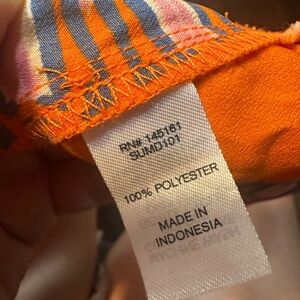 RN# 145161
SUMD101
100% POLYESTER
MADE IN
INDONESIA